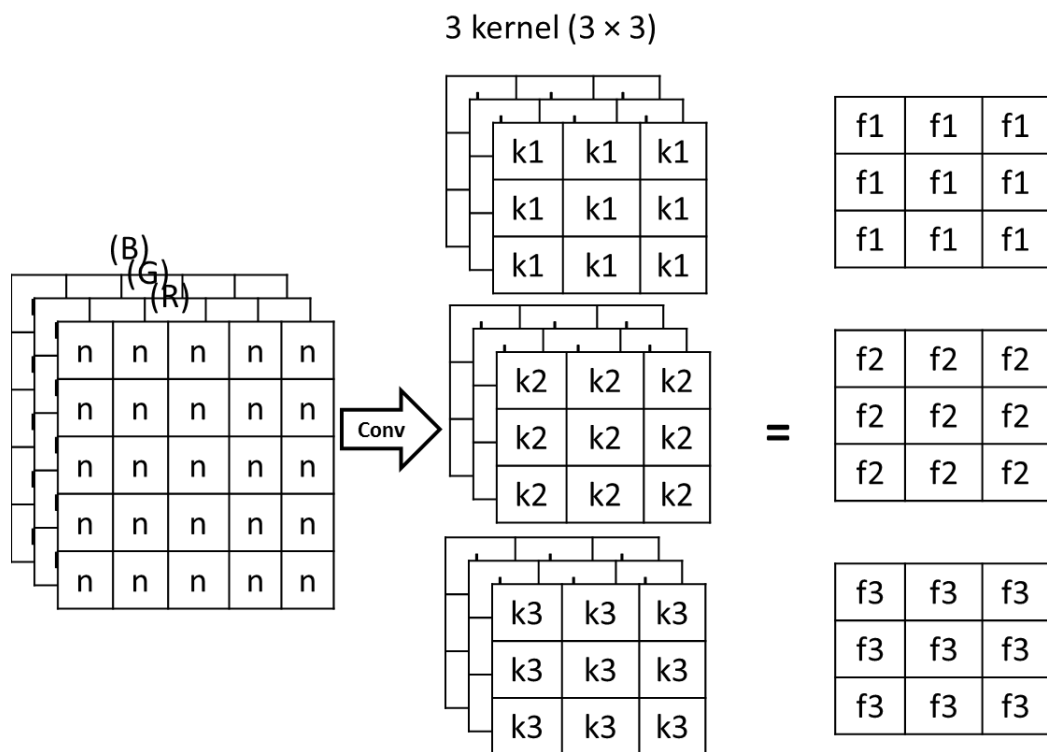 3 kernel (3 × 3)
k1 k1 k1
k1 k1 k1
k1 k1 k1
f1 f1 f1
f1 f1 f1
f1 f1 f1
(B)
(G)
(R)
n n n n n
n n n n n
n n n n n
n n n n n
n n n n n
Conv
k2 k2 k2
k2 k2 k2
k2 k2 k2
=
f2 f2 f2
f2 f2 f2
f2 f2 f2
k3 k3 k3
k3 k3 k3
k3 k3 k3
f3 f3 f3
f3 f3 f3
f3 f3 f3